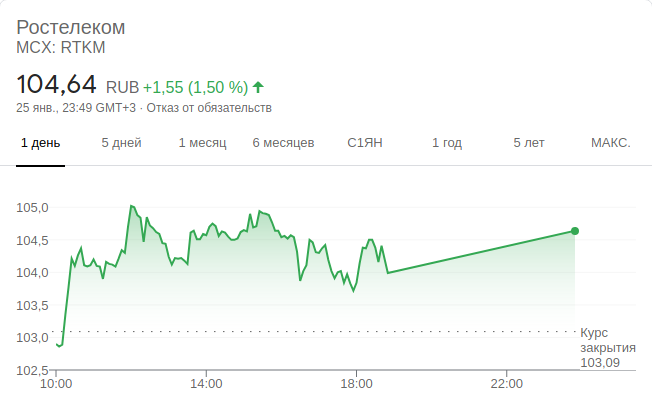 Ростелеком
MCX: RTKM
104,64 RUB +1,55 (1,50 %)
25 янв., 23:49 GMT+3 · Отказ от обязательств
1 день 5 дней 1 месяц 6 месяцев С1ЯН 1 год 5 лет МАКС.
105,0
104,5
104,0
103,5
103,0
Курс
закрытия
103,09
102,5
10:00 14:00 18:00 22:00